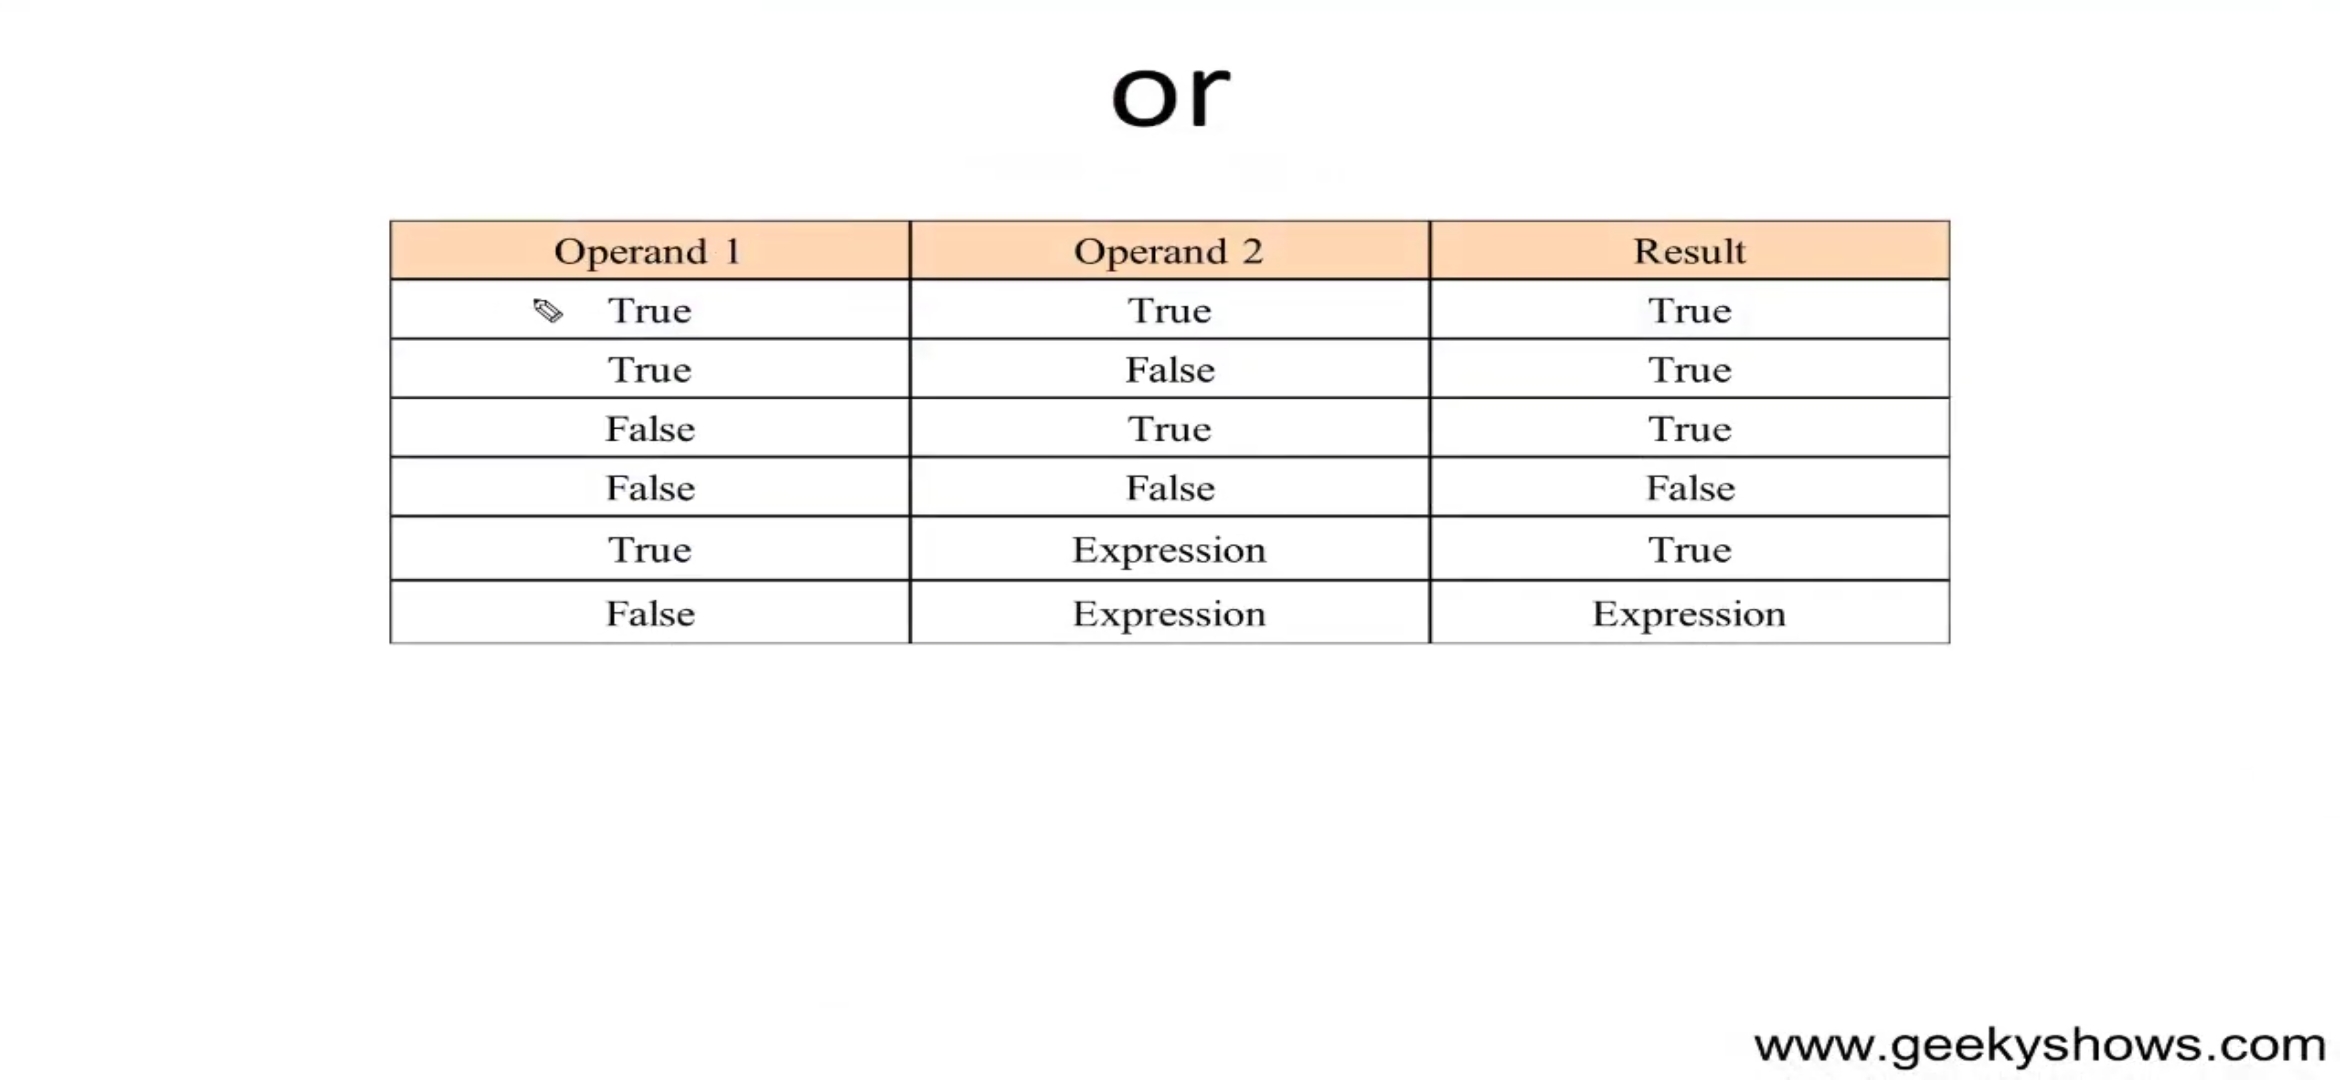 or
Operand 1 Operand 2 Result
True True True
True False True
False True True
False False False
True Expression True
False Expression Expression
www.geekyshows.com